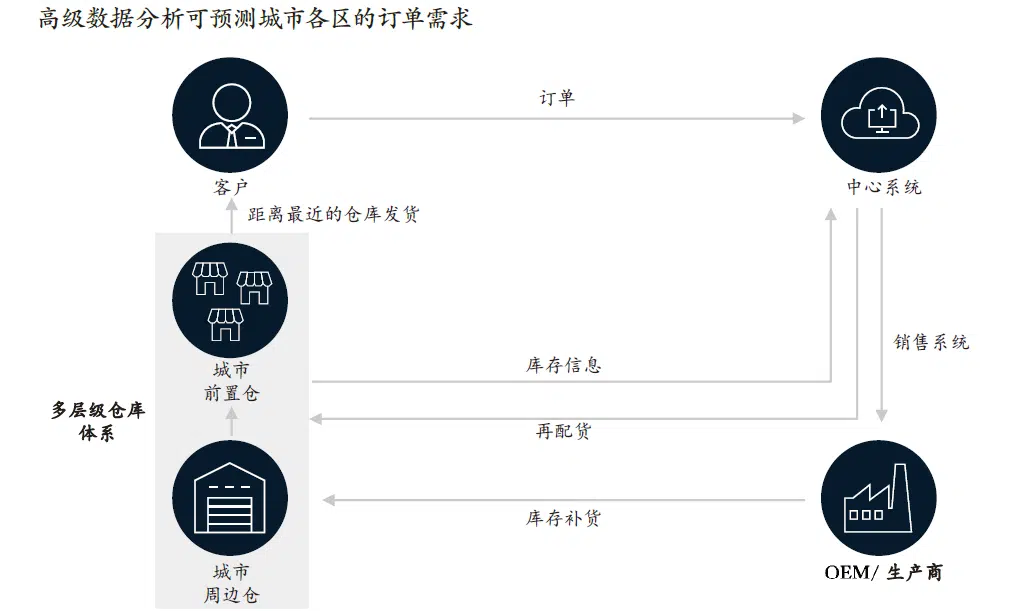 高级数据分析可预测城市各区的订单需求
订单
客户
中心系统
距离最近的仓库发货
销售系统
城市
前置仓
库存信息
多层级仓库
体系
再配货
库存补货
城市
周边仓
OEM/ 生产商